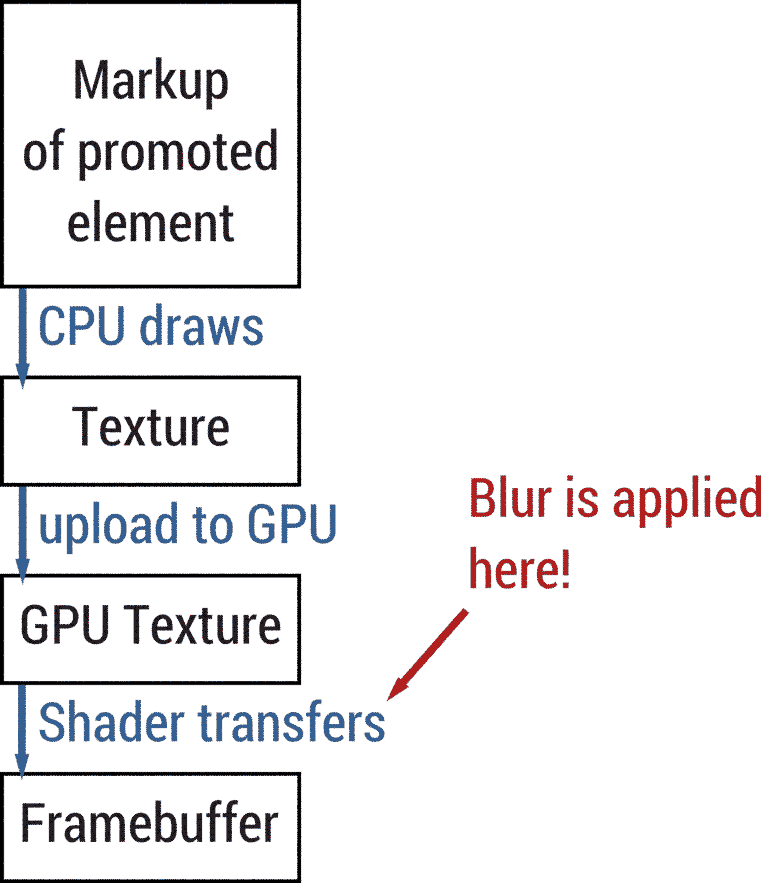 Markup
of promoted
element
CPU draws
Texture
upload to GPU
Blur is applied
here!
GPU Texture
Shader transfers
Framebuffer